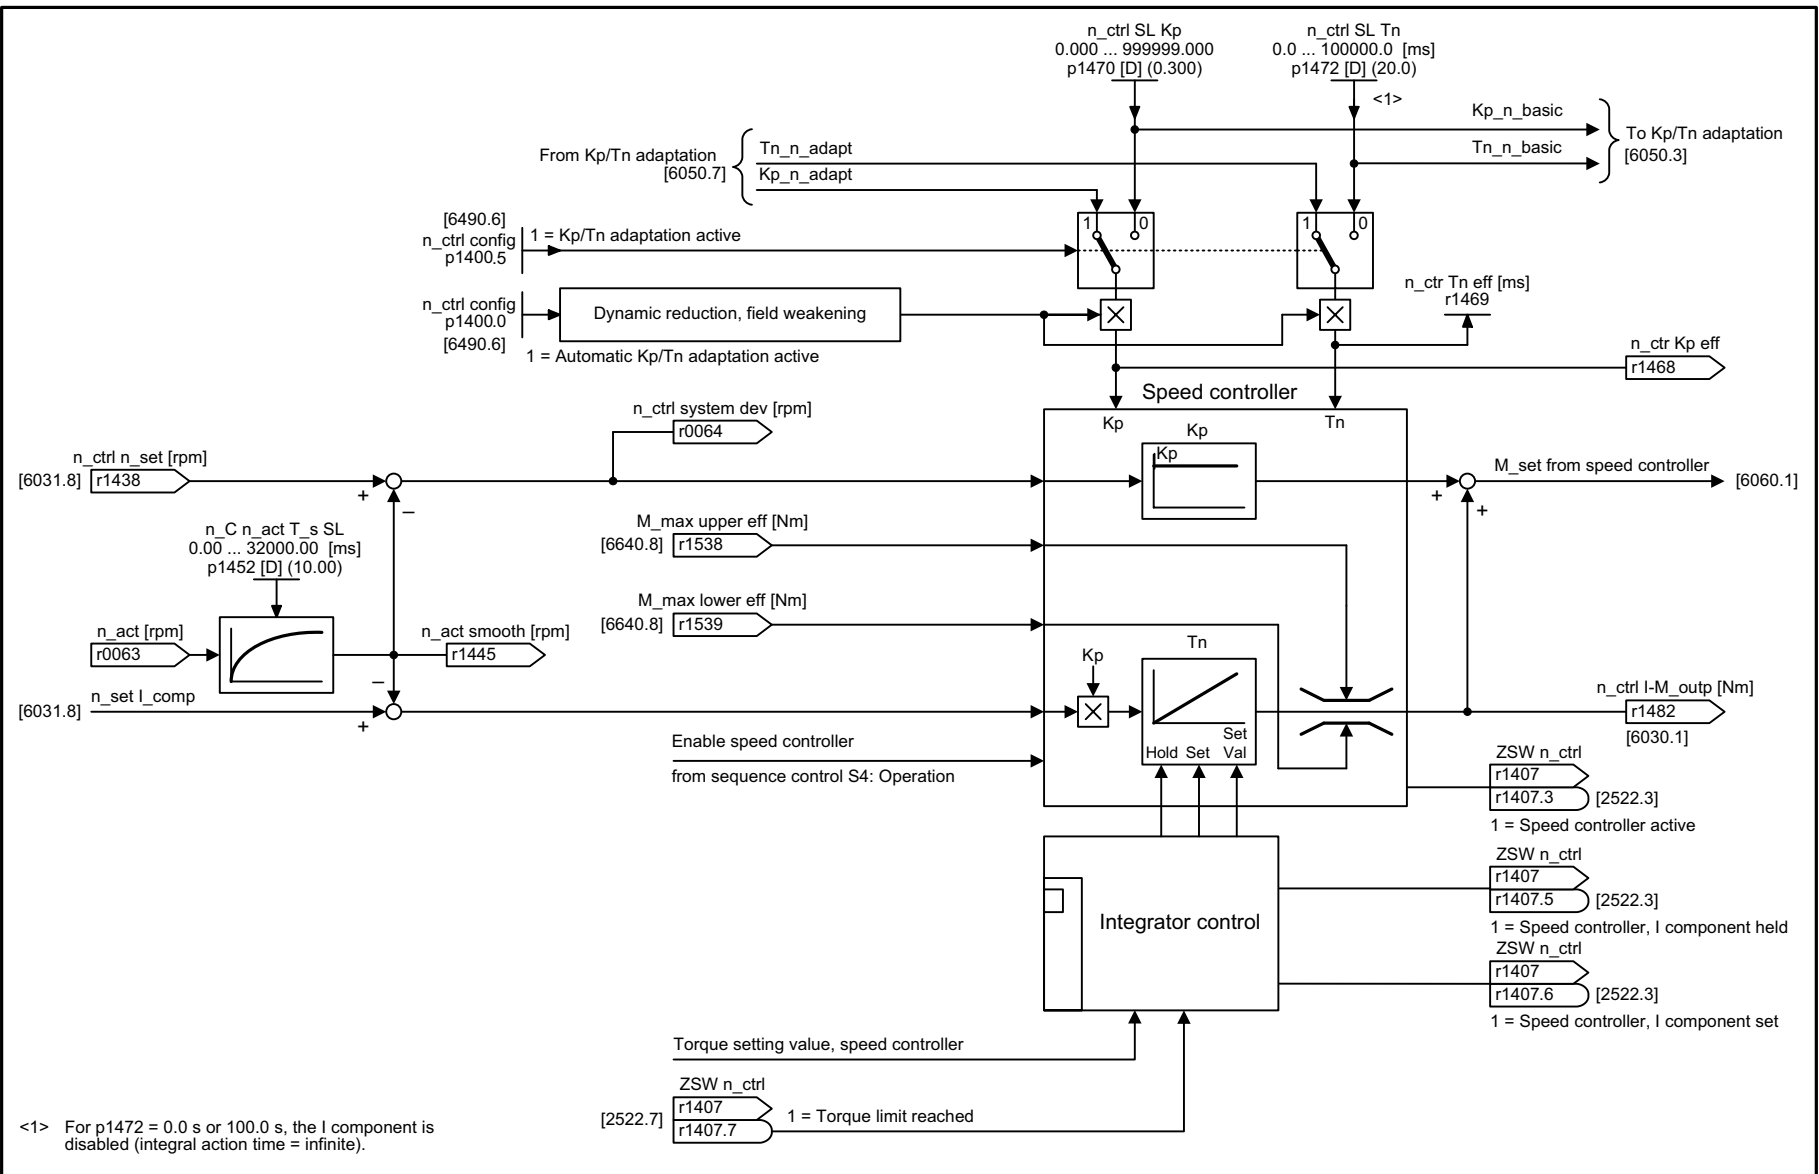 n_ctrl SL Kp
0.000 ... 999999.000
p1470 [D] (0.300)
n_ctrl SL Tn
0.0 ... 100000.0 [ms]
p1472 [D] (20.0)
<1>
Kp_n_basic
Tn_n_basic
To Kp/Tn adaptation
[6050.3]
From Kp/Tn adaptation
[6050.7]
Tn_n_adapt
Kp_n_adapt
[6490.6]
n_ctrl config
p1400.5
1 = Kp/Tn adaptation active
1
0
1
0
n_ctrl config
p1400.0
[6490.6]
Dynamic reduction, field weakening
1 = Automatic Kp/Tn adaptation active
n_ctr Tn eff [ms]
r1469
n_ctr Kp eff
r1468
Speed controller
Kp
Tn
n_ctrl system dev [rpm]
r0064
n_ctrl n_set [rpm]
[6031.8]
r1438
+
–
Kp
Kp
+
+
M_set from speed controller
[6060.1]
n_C n_act T_s SL
0.00 ... 32000.00 [ms]
p1452 [D] (10.00)
M_max upper eff [Nm]
[6640.8]
r1538
M_max lower eff [Nm]
[6640.8]
r1539
n_act [rpm]
r0063
n_act smooth [rpm]
r1445
–
n_set I_comp
[6031.8]
+
Kp
Tn
Hold
Set
Set
Val
n_ctrl I-M_outp [Nm]
r1482
[6030.1]
Enable speed controller
from sequence control S4: Operation
ZSW n_ctrl
r1407
r1407.3
[2522.3]
1 = Speed controller active
ZSW n_ctrl
r1407
r1407.5
[2522.3]
1 = Speed controller, I component held
Integrator control
ZSW n_ctrl
r1407
r1407.6
[2522.3]
1 = Speed controller, I component set
Torque setting value, speed controller
ZSW n_ctrl
[2522.7]
r1407
r1407.7
1 = Torque limit reached
<1> For p1472 = 0.0 s or 100.0 s, the I component is
disabled (integral action time = infinite).